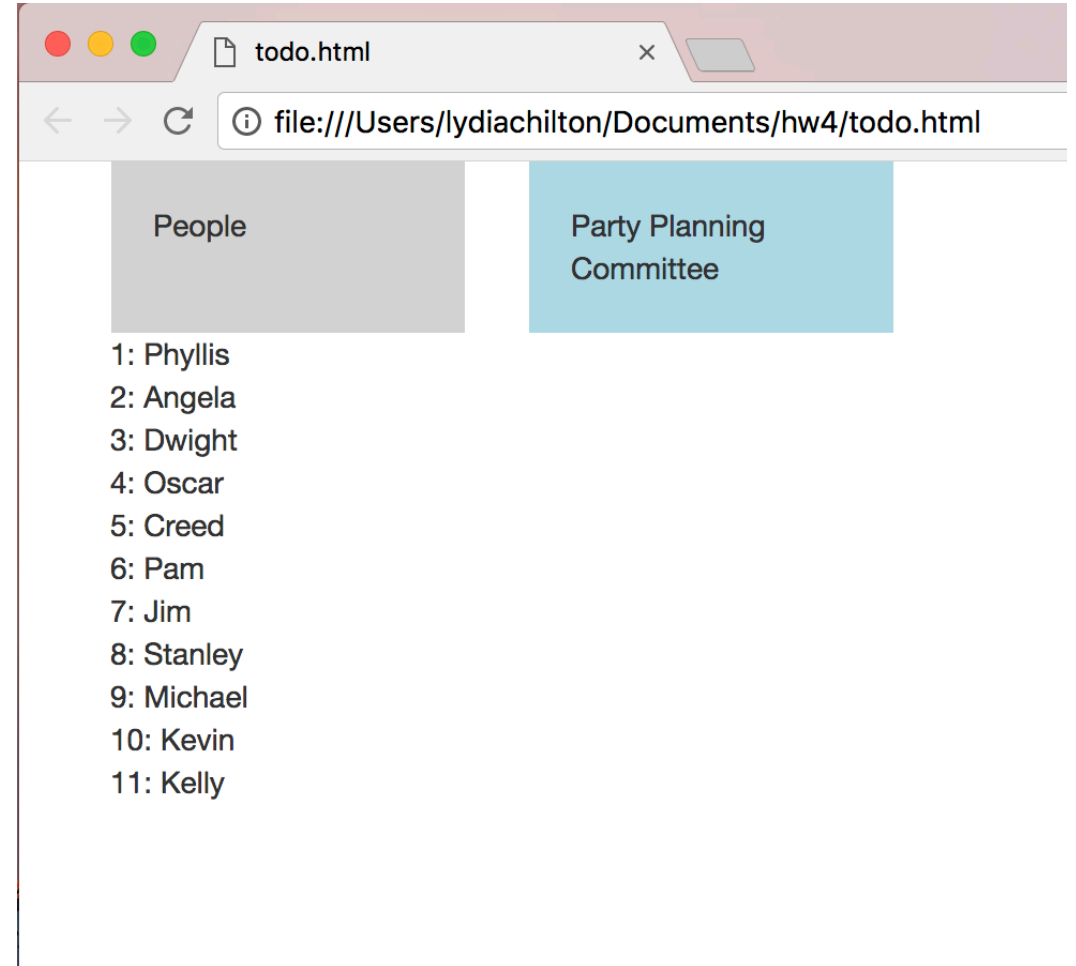 todo.html
file:///Users/lydiachilton/Documents/hw4/todo.html
People
Party Planning
Committee
1: Phyllis
2: Angela
3: Dwight
4: Oscar
5: Creed
6: Pam
7: Jim
8: Stanley
9: Michael
10: Kevin
11: Kelly